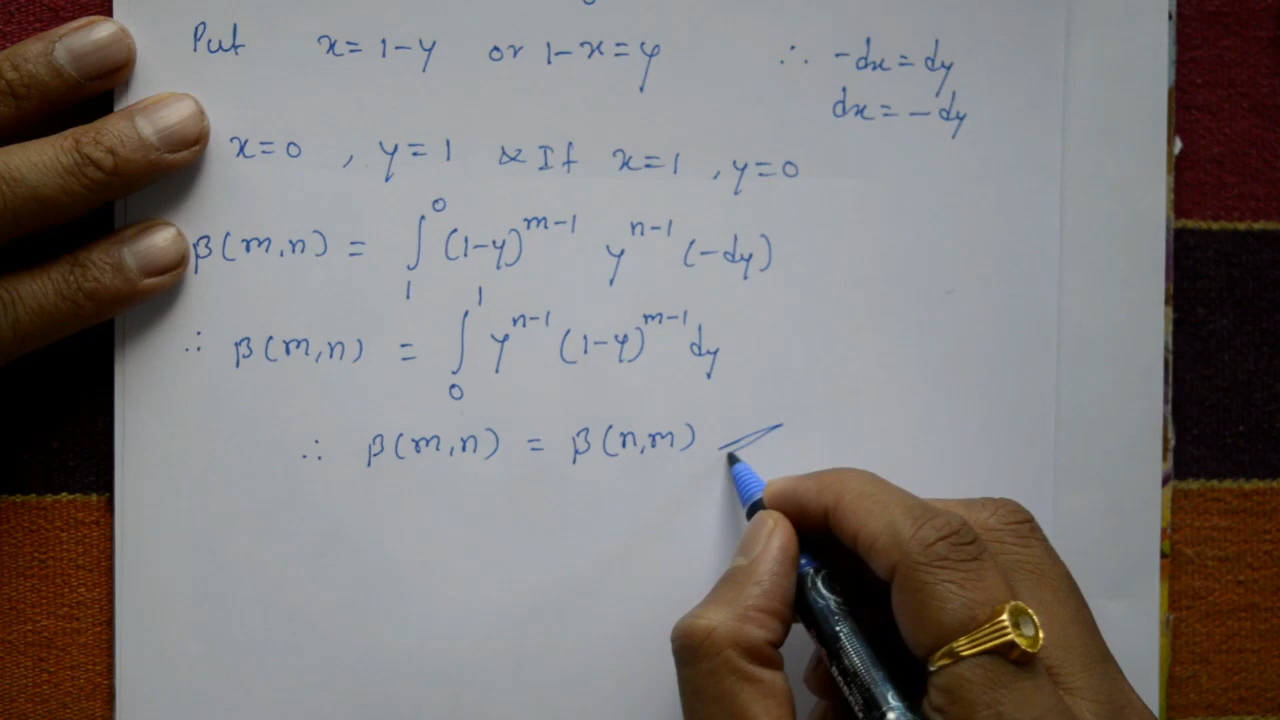 Put x = 1-y or 1-x = y ∴ -dx = dy
dx = -dy
x=0 , y=1 & If x=1 , y=0
β(m,n) = ∫₁⁰ (1-y)^{m-1} y^{n-1} (-dy)
∴ β(m,n) = ∫₀¹ y^{n-1} (1-y)^{m-1} dy
∴ β(m,n) = β(n,m)